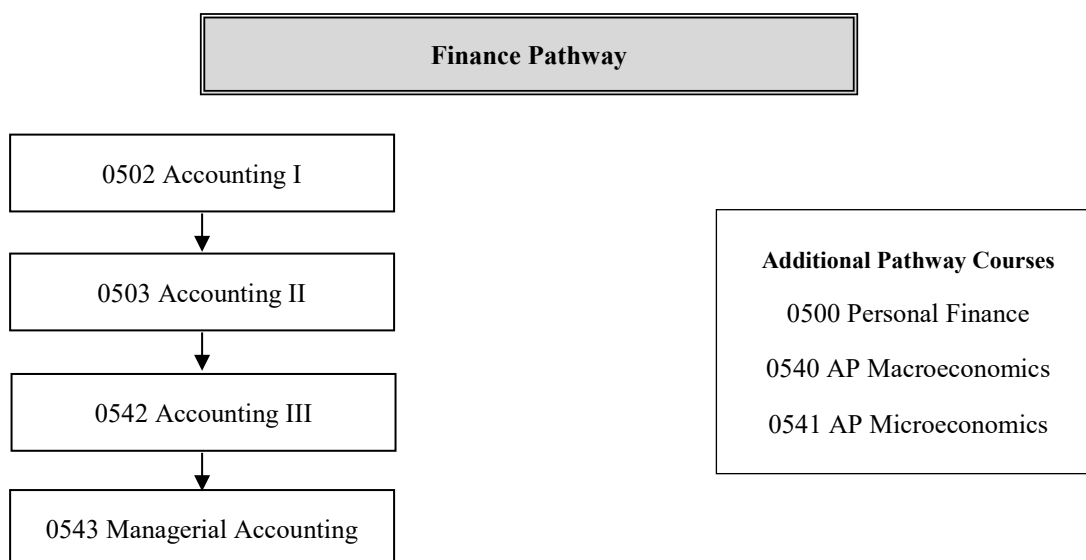 Finance Pathway
0502 Accounting I
0503 Accounting II
0542 Accounting III
0543 Managerial Accounting
Additional Pathway Courses
0500 Personal Finance
0540 AP Macroeconomics
0541 AP Microeconomics